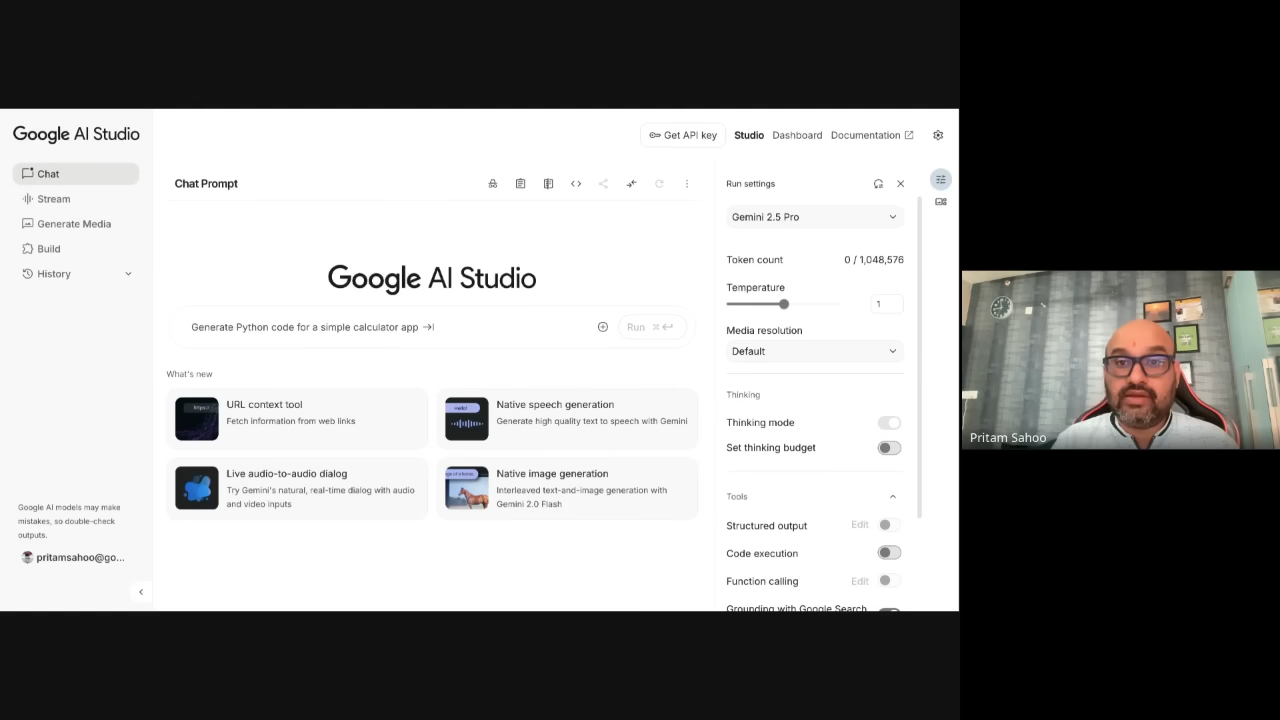 Google AI Studio
Get API key
Studio
Dashboard
Documentation
Chat
Stream
Generate Media
Build
History
Chat Prompt
Google AI Studio
Generate Python code for a simple calculator app
Run
What's new
URL context tool
Fetch information from web links
Native speech generation
Generate high quality text to speech with Gemini
Live audio-to-audio dialog
Try Gemini's natural, real-time dialog with audio
and video inputs
Native image generation
Interleaved text-and-image generation with
Gemini 2.0 Flash
Run settings
Gemini 2.5 Pro
Token count 0 / 1,048,576
Temperature
1
Media resolution
Default
Thinking
Thinking mode
Set thinking budget
Tools
Structured output Edit
Code execution
Function calling Edit
Grounding with Google Search
Google AI models may make
mistakes, so double-check
outputs.
pritamsahoo@go...
Pritam Sahoo